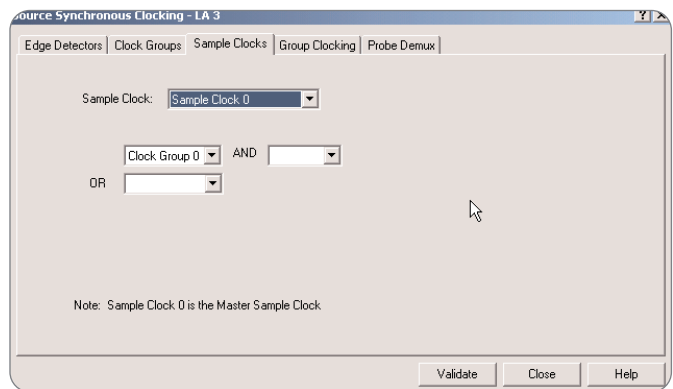 Source Synchronous Clocking - LA 3
Edge Detectors Clock Groups Sample Clocks Group Clocking Probe Demux
Sample Clock: Sample Clock 0
Clock Group 0 AND
OR
Note: Sample Clock 0 is the Master Sample Clock
Validate Close Help